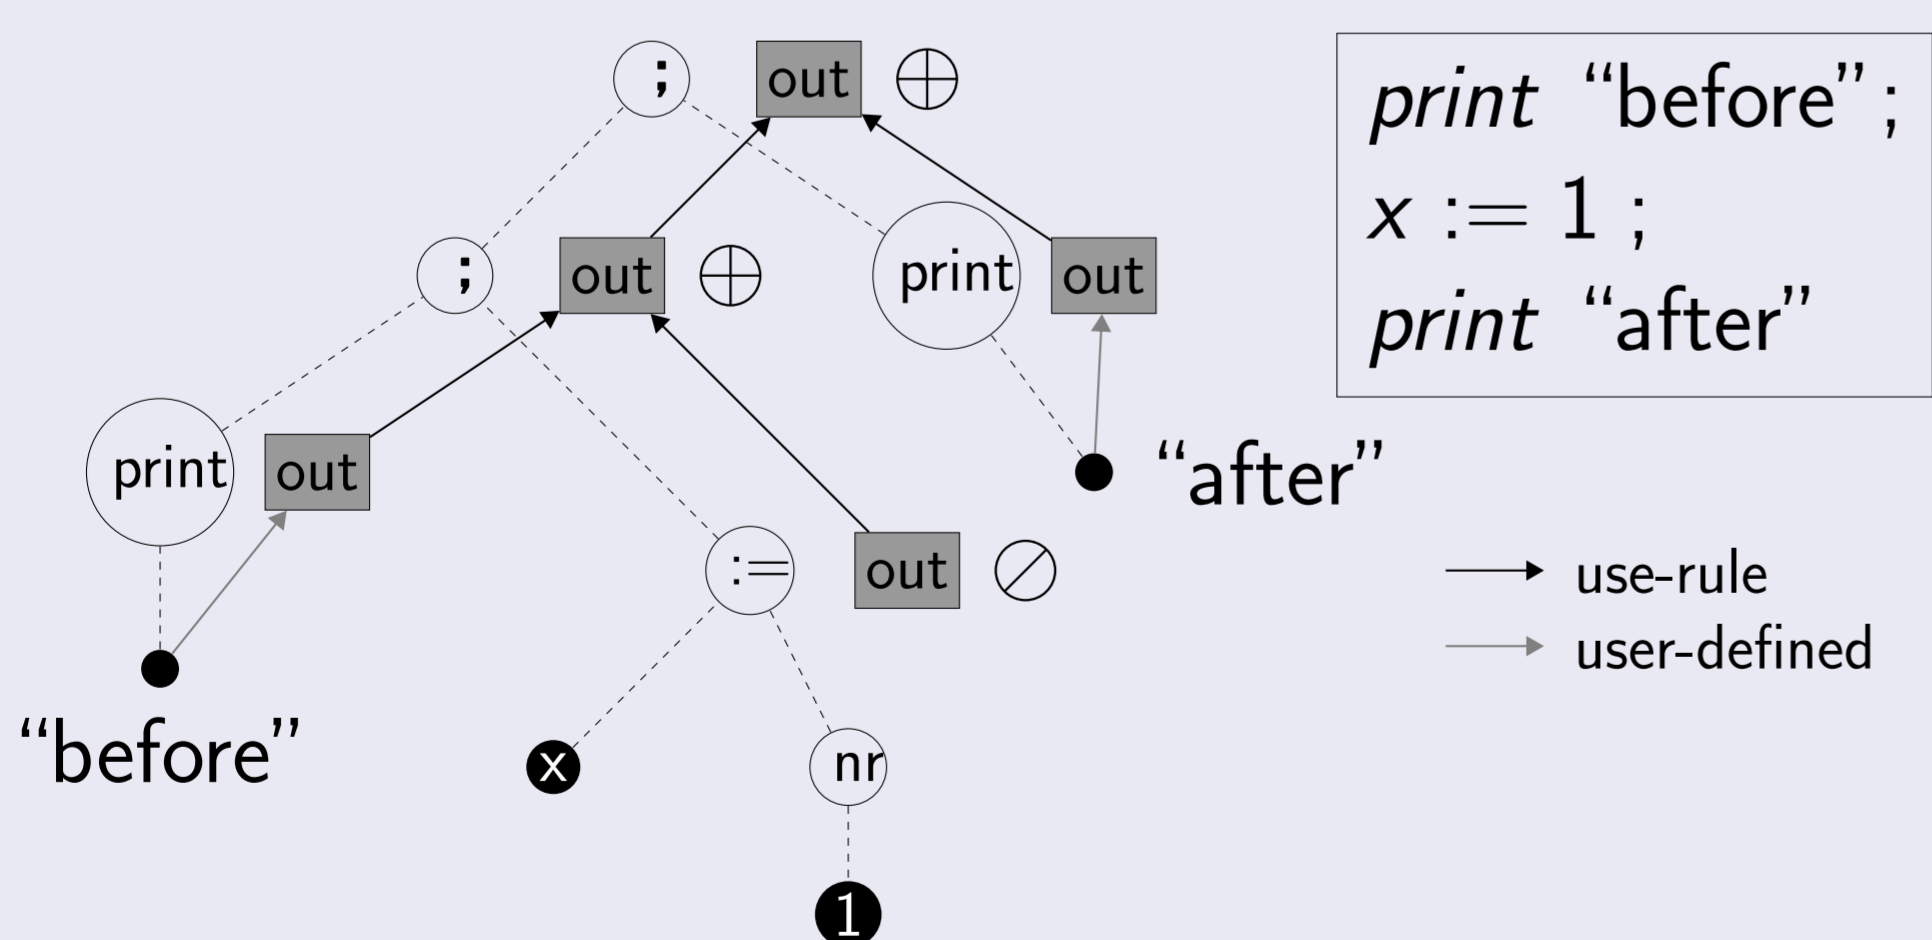 ; out ⊕
print “before” ;
x := 1 ;
print “after”
; out ⊕
print out
print out
“after”
:= out ⊘
use-rule
user-defined
“before”
x
nr
1